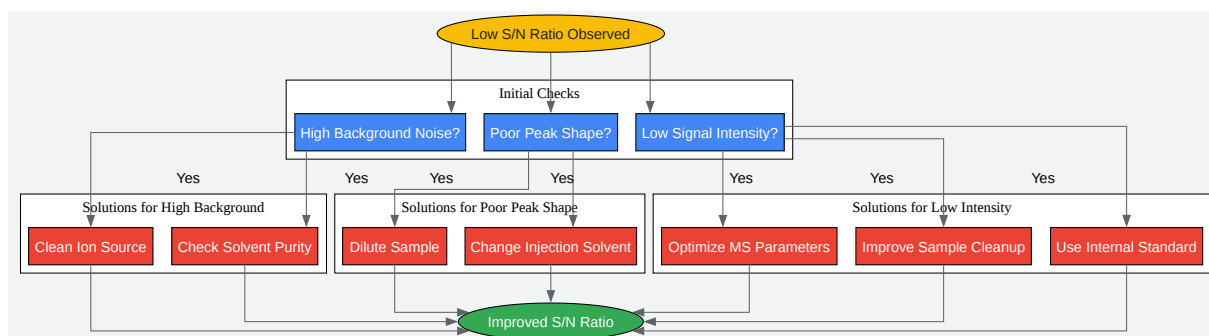 Low S/N Ratio Observed
Initial Checks
High Background Noise?
Poor Peak Shape?
Low Signal Intensity?
Yes
Yes
Yes
Yes
Yes
Yes
Yes
Solutions for High Background
Solutions for Poor Peak Shape
Solutions for Low Intensity
Clean Ion Source
Check Solvent Purity
Dilute Sample
Change Injection Solvent
Optimize MS Parameters
Improve Sample Cleanup
Use Internal Standard
Improved S/N Ratio